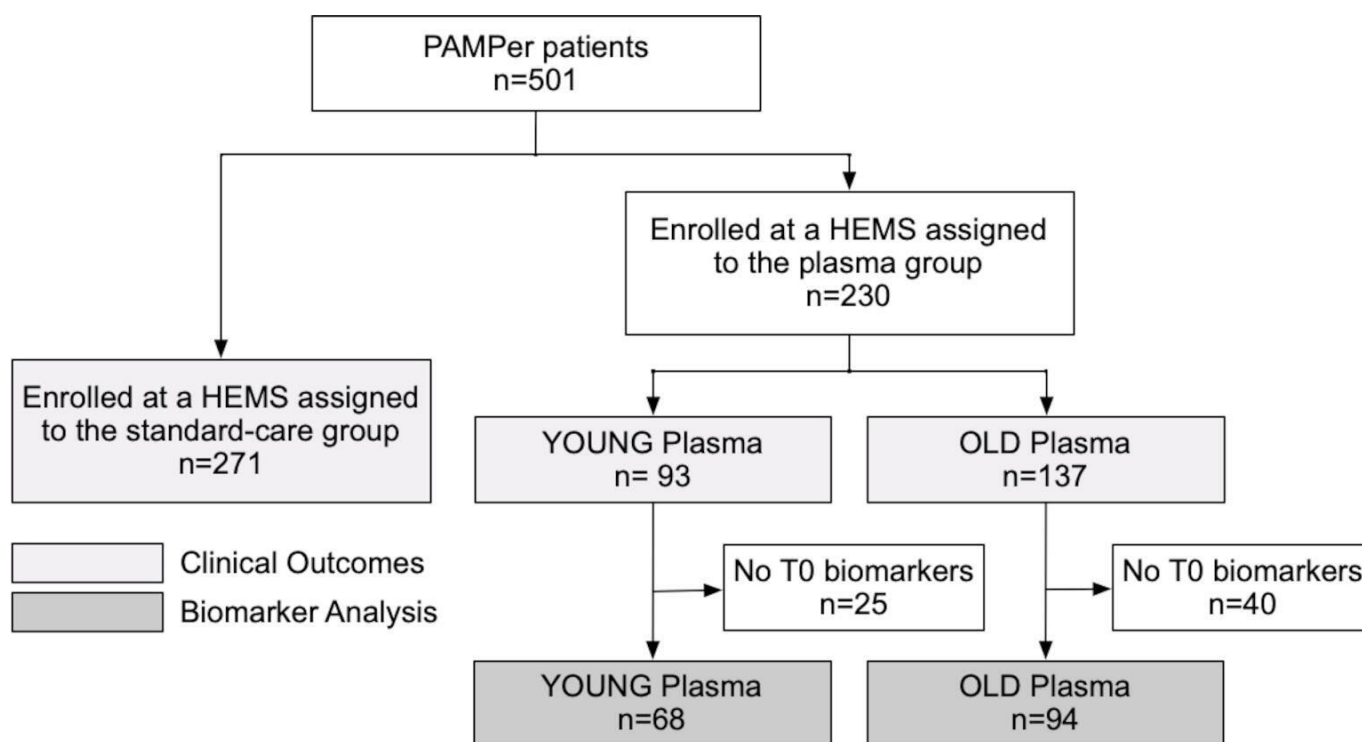 PAMPer patients
n=501
Enrolled at a HEMS assigned
to the plasma group
n=230
Enrolled at a HEMS assigned
to the standard-care group
n=271
YOUNG Plasma
n= 93
OLD Plasma
n=137
Clinical Outcomes
Biomarker Analysis
No T0 biomarkers
n=25
No T0 biomarkers
n=40
YOUNG Plasma
n=68
OLD Plasma
n=94